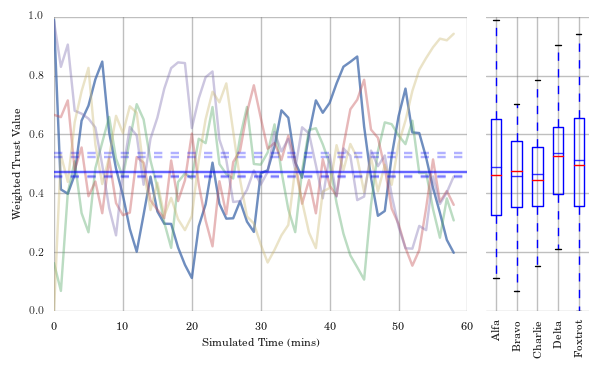 1.0
0.8
0.6
0.4
0.2
0.0
Weighted Trust Value
0 10 20 30 40 50 60
Simulated Time (mins)
Alfa
Bravo
Charlie
Delta
Foxtrot